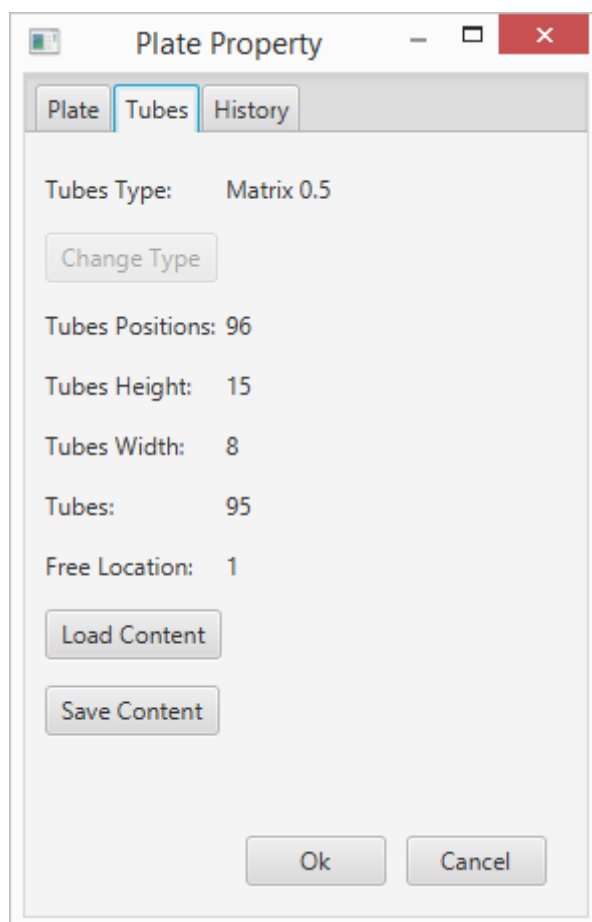 Plate Property
Plate Tubes History
Tubes Type: Matrix 0.5
Change Type
Tubes Positions: 96
Tubes Height: 15
Tubes Width: 8
Tubes: 95
Free Location: 1
Load Content
Save Content
Ok Cancel